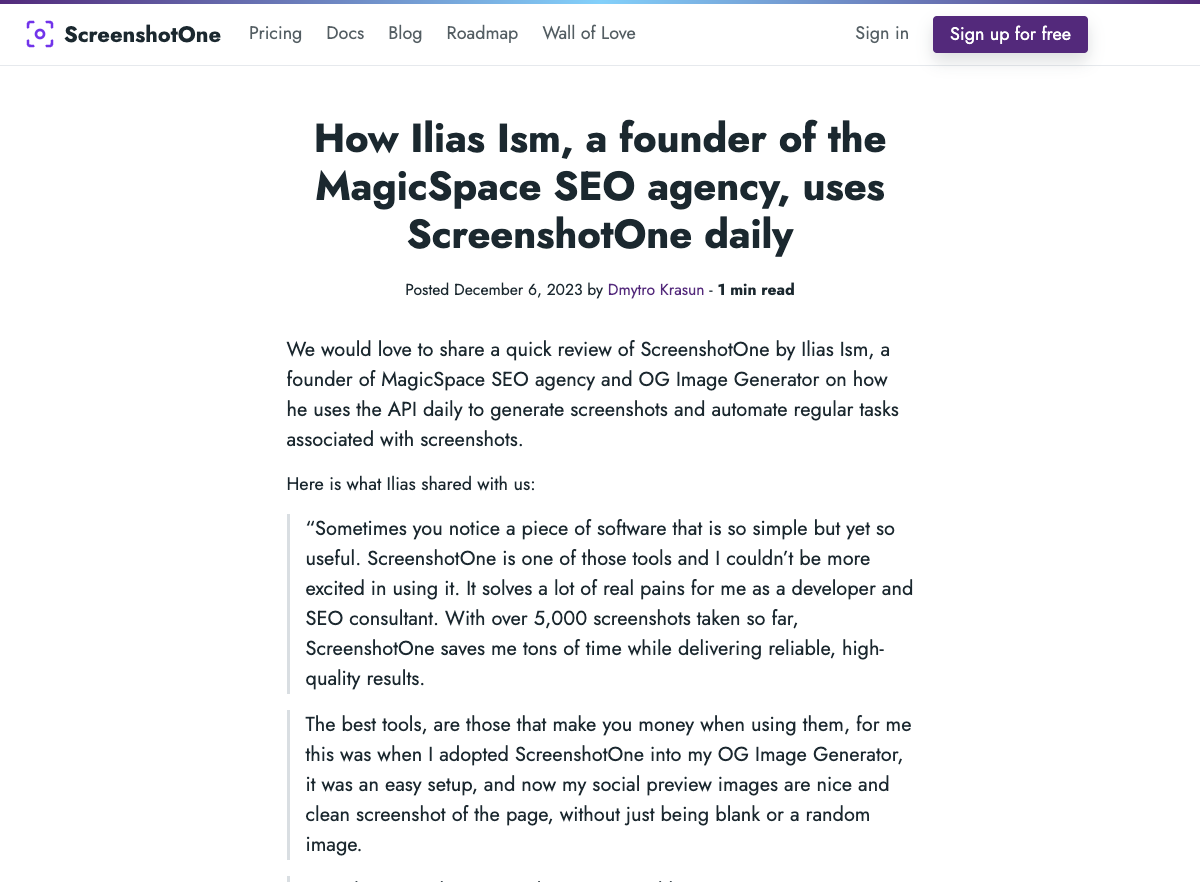 ScreenshotOne
Pricing
Docs
Blog
Roadmap
Wall of Love
Sign in
Sign up for free
How Ilias Ism, a founder of the
MagicSpace SEO agency, uses
ScreenshotOne daily
Posted December 6, 2023 by Dmytro Krasun - 1 min read
We would love to share a quick review of ScreenshotOne by Ilias Ism, a
founder of MagicSpace SEO agency and OG Image Generator on how
he uses the API daily to generate screenshots and automate regular tasks
associated with screenshots.
Here is what Ilias shared with us:
“Sometimes you notice a piece of software that is so simple but yet so
useful. ScreenshotOne is one of those tools and I couldn’t be more
excited in using it. It solves a lot of real pains for me as a developer and
SEO consultant. With over 5,000 screenshots taken so far,
ScreenshotOne saves me tons of time while delivering reliable, high-
quality results.
The best tools, are those that make you money when using them, for me
this was when I adopted ScreenshotOne into my OG Image Generator,
it was an easy setup, and now my social preview images are nice and
clean screenshot of the page, without just being blank or a random
image.